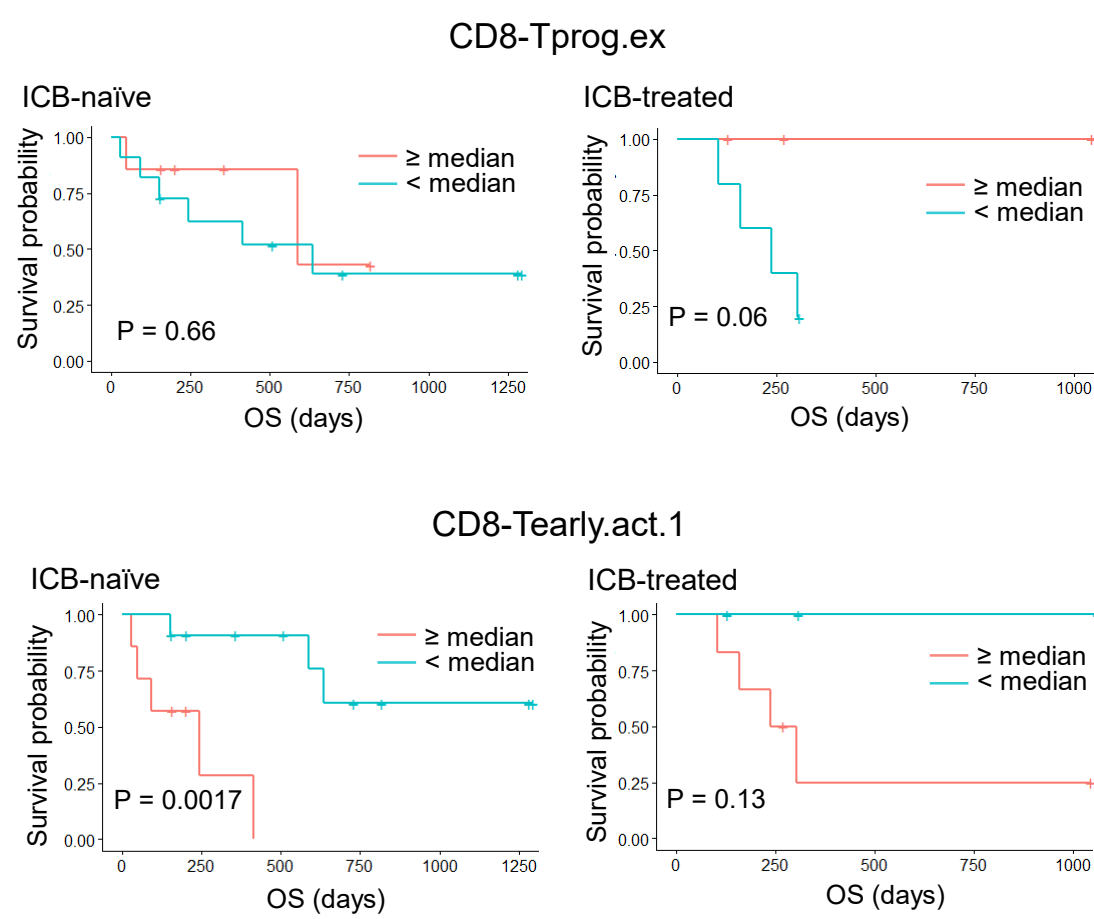 CD8-Tprog.ex
ICB-naïve
Survival probability
1.00
0.75
0.50
0.25
0.00
≥ median
< median
P = 0.66
0 250 500 750 1000 1250
OS (days)
ICB-treated
Survival probability
1.00
0.75
0.50
0.25
0.00
≥ median
< median
P = 0.06
0 250 500 750 1000
OS (days)
CD8-Tearly.act.1
ICB-naïve
Survival probability
1.00
0.75
0.50
0.25
0.00
≥ median
< median
P = 0.0017
0 250 500 750 1000 1250
OS (days)
ICB-treated
Survival probability
1.00
0.75
0.50
0.25
0.00
≥ median
< median
P = 0.13
0 250 500 750 1000
OS (days)